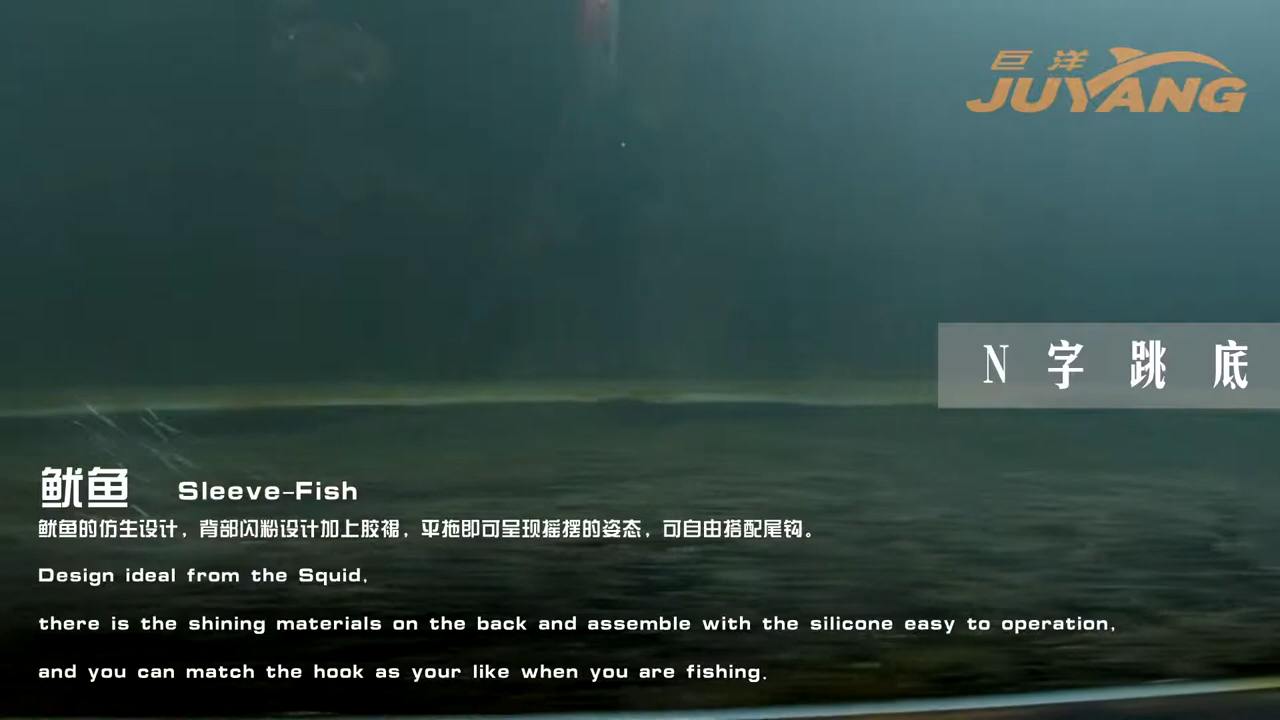 巨洋
JUYANG
N字跳底
鱿鱼 Sleeve-Fish
鱿鱼的仿生设计，背部闪粉设计加上胶裙，平拖即可呈现摇摆的姿态，可自由搭配尾钩。
Design ideal from the Squid,
there is the shining materials on the back and assemble with the silicone easy to operation,
and you can match the hook as your like when you are fishing.